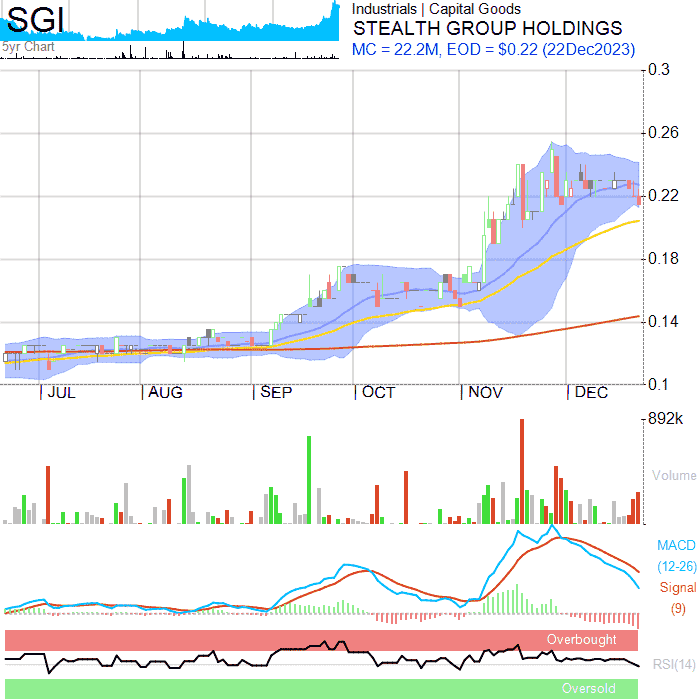 SGI
5yr Chart
Industrials | Capital Goods
STEALTH GROUP HOLDINGS
MC = 22.2M, EOD = $0.22 (22Dec2023)
0.3
0.26
0.22
0.18
0.14
0.1
JUL AUG SEP OCT NOV DEC
892k
Volume
MACD
(12-26)
Signal
(9)
Overbought
RSI(14)
Oversold